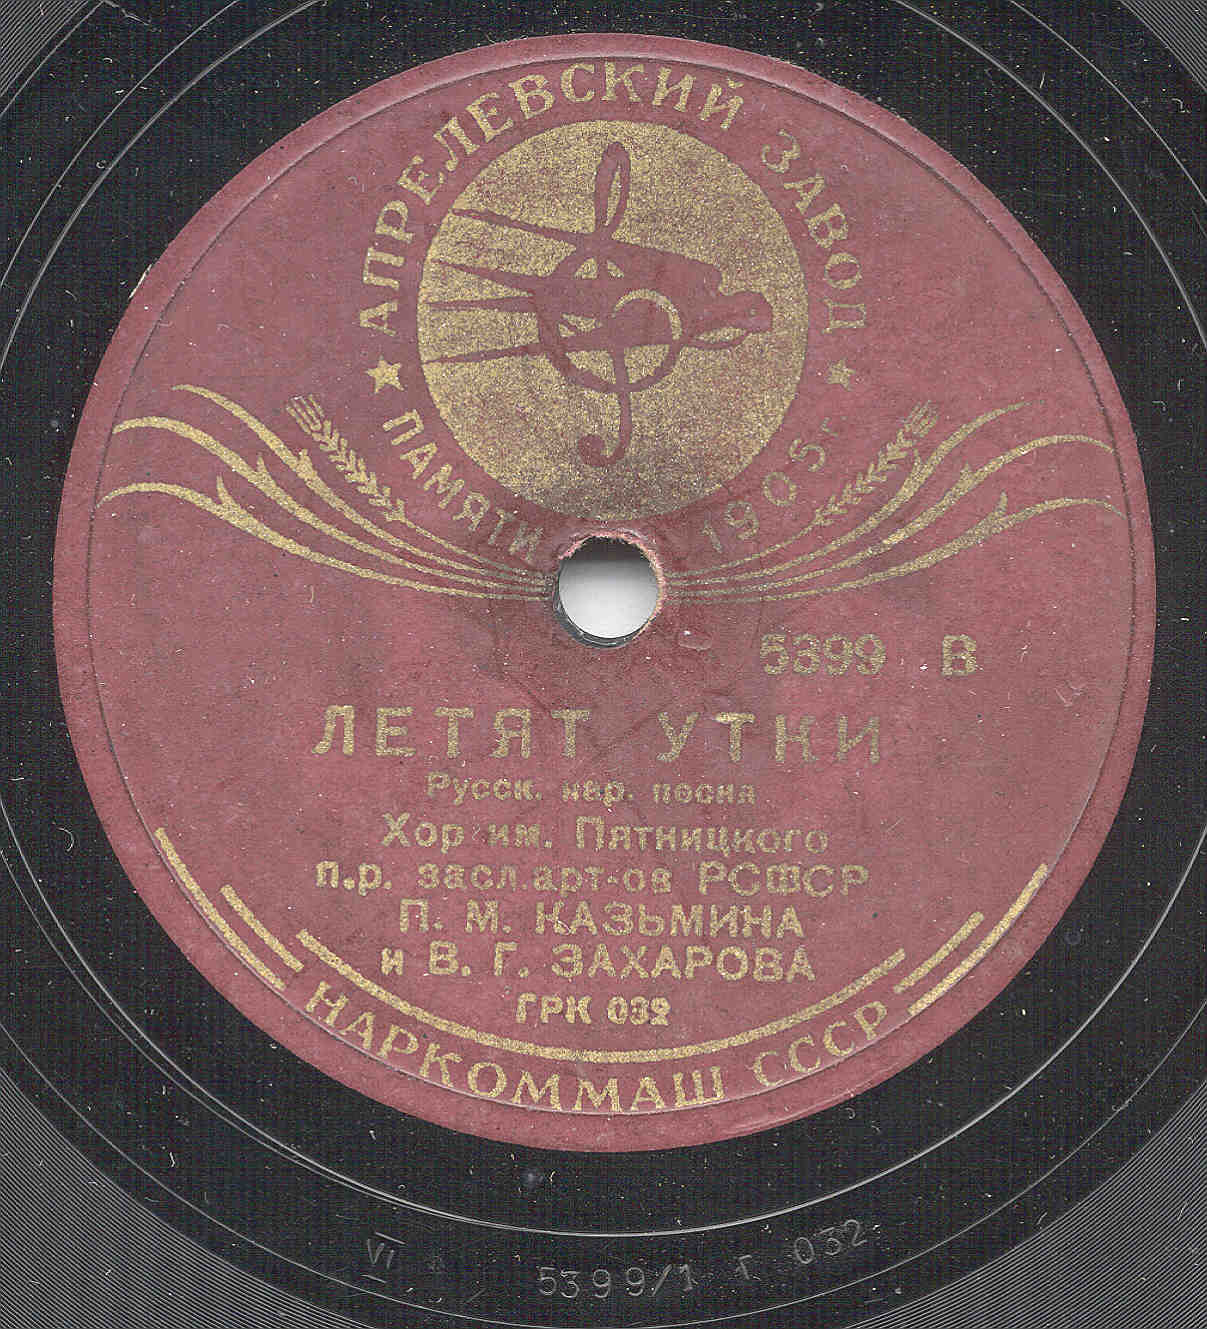 АПРЕЛЕВСКИЙ ЗАВОД
ПАМЯТИ 1905 г.
5399 В
ЛЕТЯТ УТКИ
Русск. нар. песня
Хор им. Пятницкого
п.р. засл. арт-ов РСФСР
П. М. КАЗЬМИНА
и В. Г. ЗАХАРОВА
ГРК 032
НАРКОММАШ СССР
VI 5399/1 Г 032